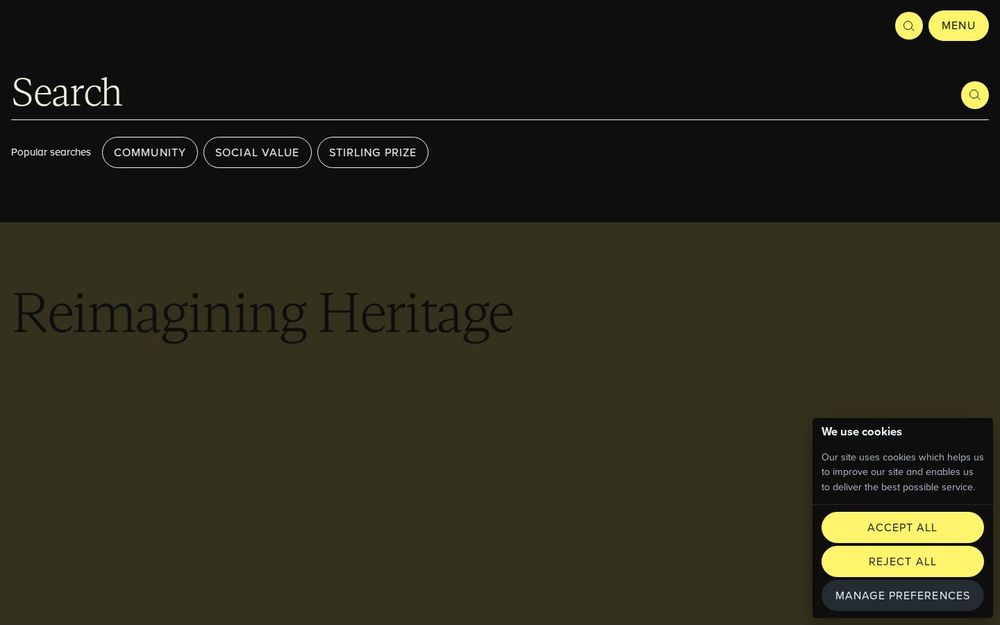 MENU
Search
Popular searches
COMMUNITY
SOCIAL VALUE
STIRLING PRIZE
Reimagining Heritage
We use cookies
Our site uses cookies which helps us
to improve our site and enables us
to deliver the best possible service.
ACCEPT ALL
REJECT ALL
MANAGE PREFERENCES